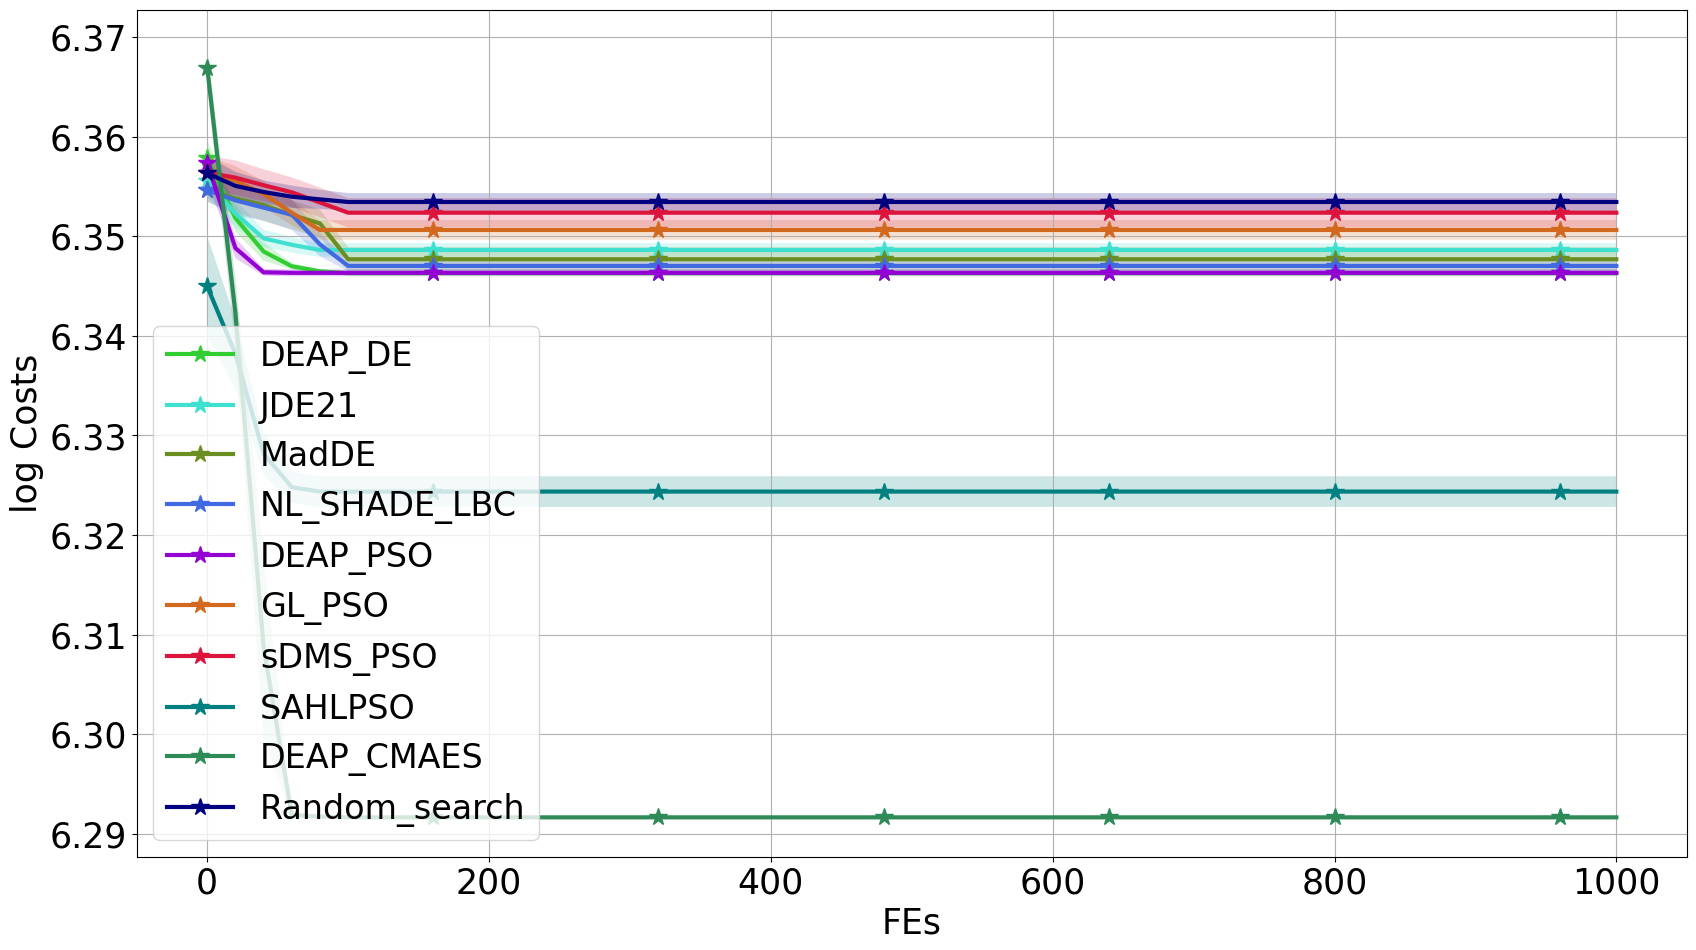 6.37
6.36
6.35
6.34
6.33
6.32
6.31
6.30
6.29
log Costs
DEAP_DE
JDE21
MadDE
NL_SHADE_LBC
DEAP_PSO
GL_PSO
sDMS_PSO
SAHLPSO
DEAP_CMAES
Random_search
0 200 400 600 800 1000
FEs